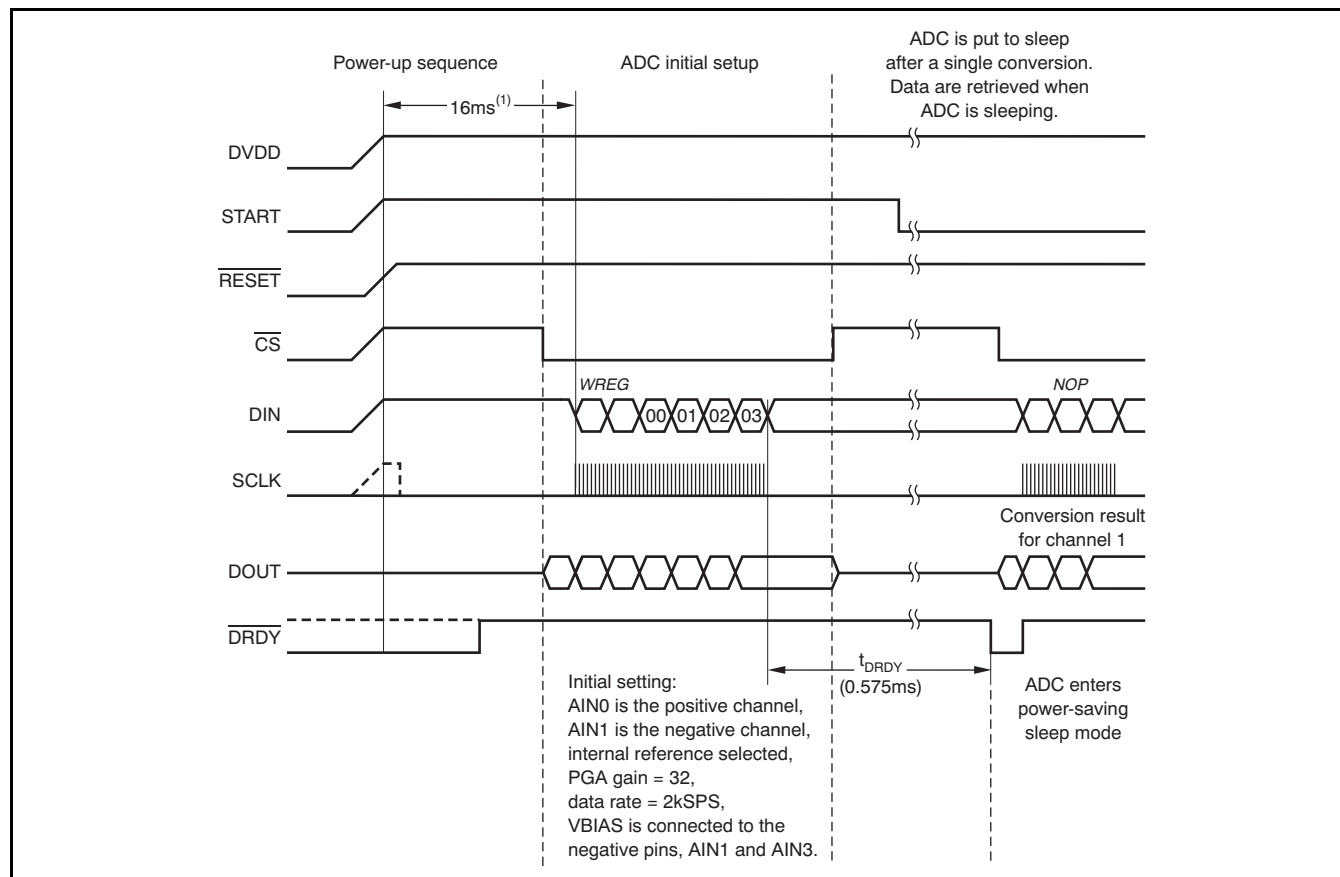 Power-up sequence
ADC initial setup
ADC is put to sleep
after a single conversion.
Data are retrieved when
ADC is sleeping.
16ms(1)
DVDD
START
RESET
CS
WREG
NOP
DIN
00 01 02 03
SCLK
Conversion result
for channel 1
DOUT
DRDY
tDRDY
(0.575ms)
Initial setting:
AIN0 is the positive channel,
AIN1 is the negative channel,
internal reference selected,
PGA gain = 32,
data rate = 2kSPS,
VBIAS is connected to the
negative pins, AIN1 and AIN3.
ADC enters
power-saving
sleep mode